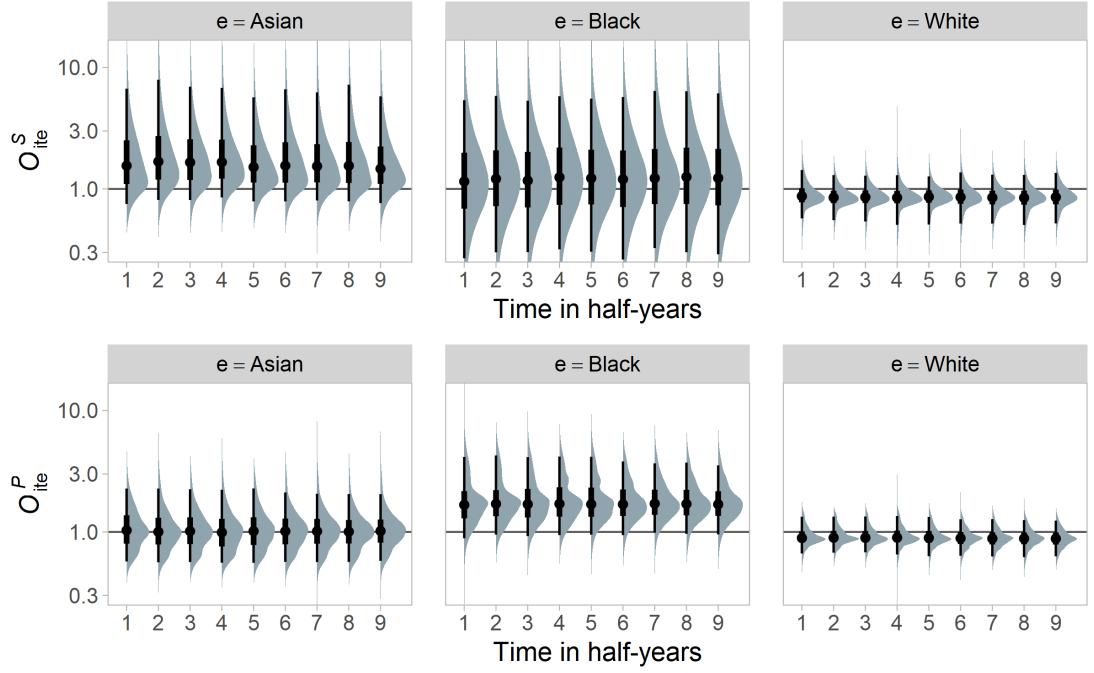 e = Asian e = Black e = White
10.0
3.0
1.0
0.3
O^S_ite
1 2 3 4 5 6 7 8 9 1 2 3 4 5 6 7 8 9 1 2 3 4 5 6 7 8 9
Time in half-years
e = Asian e = Black e = White
10.0
3.0
1.0
0.3
O^P_ite
1 2 3 4 5 6 7 8 9 1 2 3 4 5 6 7 8 9 1 2 3 4 5 6 7 8 9
Time in half-years